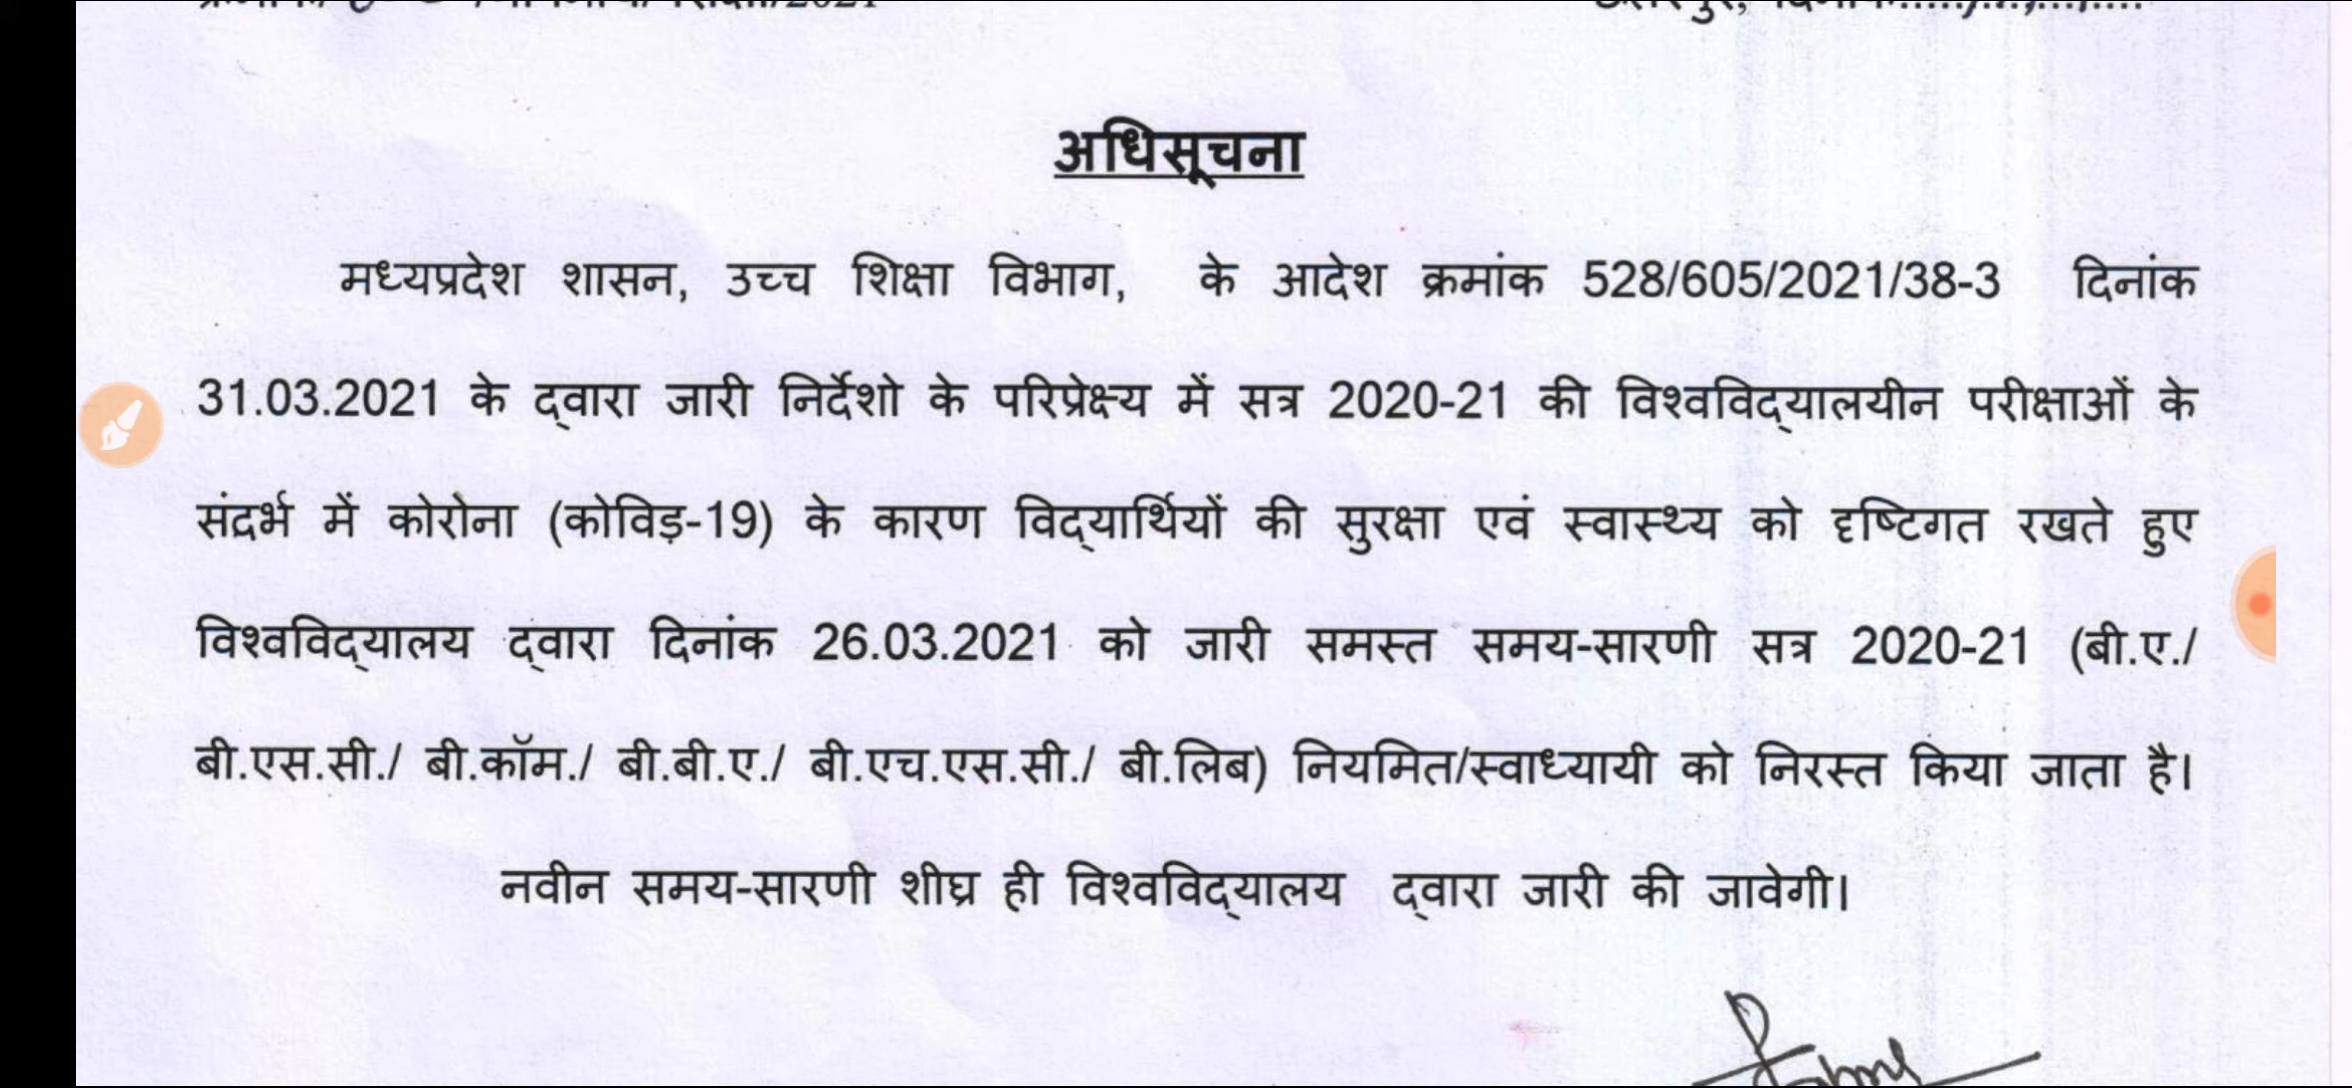 अधिसूचना
मध्यप्रदेश शासन, उच्च शिक्षा विभाग, के आदेश क्रमांक 528/605/2021/38-3 दिनांक
31.03.2021 के द्वारा जारी निर्देशो के परिप्रेक्ष्य में सत्र 2020-21 की विश्वविद्यालयीन परीक्षाओं के
संदर्भ में कोरोना (कोविड़-19) के कारण विद्यार्थियों की सुरक्षा एवं स्वास्थ्य को दृष्टिगत रखते हुए
विश्वविद्यालय द्वारा दिनांक 26.03.2021 को जारी समस्त समय-सारणी सत्र 2020-21 (बी.ए./
बी.एस.सी./ बी.कॉम./ बी.बी.ए./ बी.एच.एस.सी./ बी.लिब) नियमित/स्वाध्यायी को निरस्त किया जाता है।
नवीन समय-सारणी शीघ्र ही विश्वविद्यालय द्वारा जारी की जावेगी।